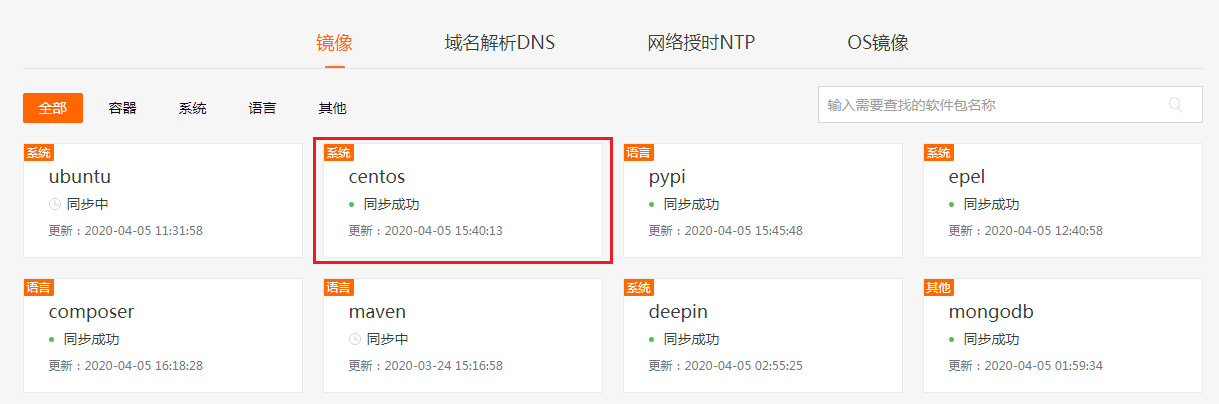 镜像 域名解析DNS 网络授时NTP OS镜像
全部 容器 系统 语言 其他 输入需要查找的软件包名称
系统 系统 语言 系统
ubuntu centos pypi epel
同步中 同步成功 同步成功 同步成功
更新：2020-04-05 11:31:58 更新：2020-04-05 15:40:13 更新：2020-04-05 15:45:48 更新：2020-04-05 12:40:58
语言 语言 系统 其他
composer maven deepin mongodb
同步成功 同步中 同步成功 同步成功
更新：2020-04-05 16:18:28 更新：2020-03-24 15:16:58 更新：2020-04-05 02:55:25 更新：2020-04-05 01:59:34